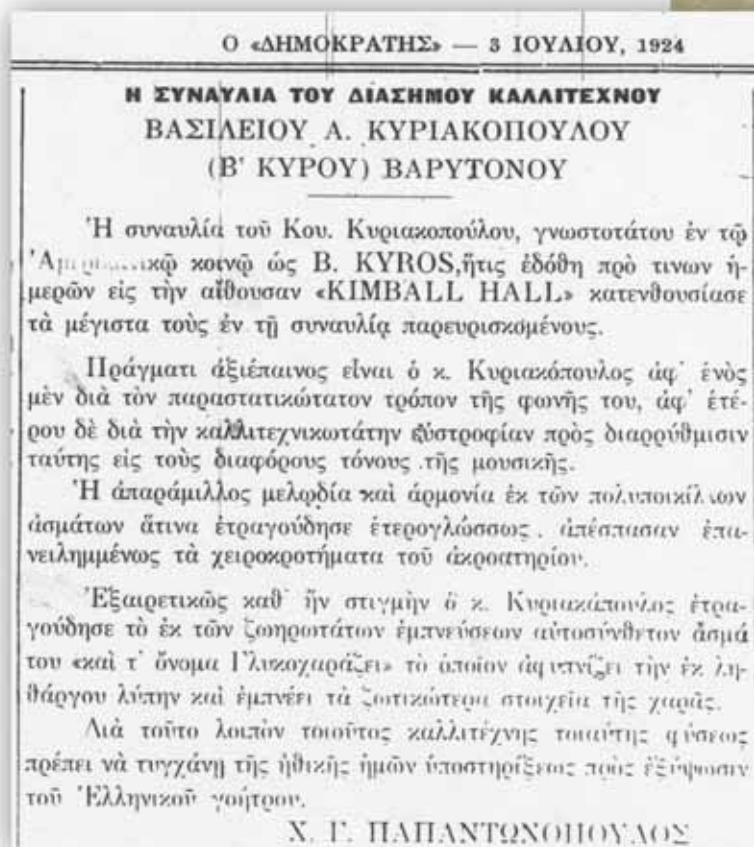 Ο «ΔΗΜΟΚΡΑΤΗΣ» — 3 ΙΟΥΛΙΟΥ, 1924
Η ΣΥΝΑΥΛΙΑ ΤΟΥ ΔΙΑΣΗΜΟΥ ΚΑΛΛΙΤΕΧΝΟΥ
ΒΑΣΙΛΕΙΟΥ Α. ΚΥΡΙΑΚΟΠΟΥΛΟΥ
(Β' ΚΥΡΟΥ) ΒΑΡΥΤΟΝΟΥ
Ἡ συναυλία τοῦ Κου. Κυριακοπούλου, γνωστοτάτου ἐν τῷ
Ἀμερικανικῷ κοινῷ ὡς B. KYROS,ἥτις ἐδόθη πρὸ τινων ἡ-
μερῶν εἰς τὴν αἴθουσαν «KIMBALL HALL» κατενθουσίασε
τὰ μέγιστα τοὺς ἐν τῇ συναυλίᾳ παρευρισκομένους.
Πράγματι ἀξιέπαινος εἶναι ὁ κ. Κυριακόπουλος ἀφ' ἑνὸς
μὲν διὰ τὸν παραστατικώτατον τρόπον τῆς φωνῆς του, ἀφ' ἑτέ-
ρου δὲ διὰ τὴν καλλιτεχνικωτάτην εὐστροφίαν πρὸς διαρρύθμισιν
ταύτης εἰς τοὺς διαφόρους τόνους τῆς μουσικῆς.
Ἡ ἀπαράμιλλος μελῳδία καὶ ἁρμονία ἐκ τῶν πολυποικίλων
ἀσμάτων ἅτινα ἐτραγούδησε ἑτερογλώσσως . ἀπέσπασαν ἐπα-
νειλημμένως τὰ χειροκροτήματα τοῦ ἀκροατηρίου.
Ἐξαιρετικῶς καθ' ἣν στιγμὴν ὁ κ. Κυριακόπουλος ἐτρα-
γούδησε τὸ ἐκ τῶν ζωηρωτάτων ἐμπνεύσεων αὐτοσύνθετον ᾆσμά
του «καὶ τ' ὄνομα Γλυκοχαράζει» τὸ ὁποῖον ἀφυπνίζει τὴν ἐκ λη-
θάργου λύπην καὶ ἐμπνέει τὰ ζωτικώτερα στοιχεῖα τῆς χαρᾶς.
Διὰ τοῦτο λοιπὸν τοιοῦτος καλλιτέχνης τοιαύτης φύσεως
πρέπει νὰ τυγχάνῃ τῆς ἠθικῆς ἡμῶν ὑποστηρίξεως πρὸς ἐξύψωσιν
τοῦ Ἑλληνικοῦ γοήτρου.
Χ. Γ. ΠΑΠΑΝΤΩΝΟΠΟΥΛΟΣ